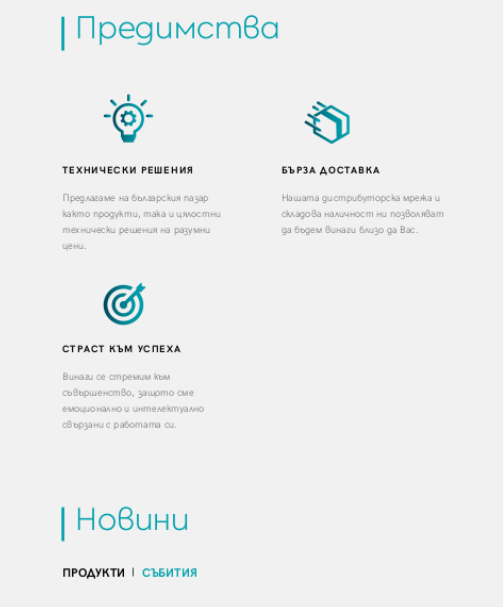 Предимства
ТЕХНИЧЕСКИ РЕШЕНИЯ
Предлагаме на българския пазар
както продукти, така и цялостни
технически решения на разумни
цени.
БЪРЗА ДОСТАВКА
Нашата дистрибуторска мрежа и
складова наличност ни позволяват
да бъдем винаги близо до Вас.
СТРАСТ КЪМ УСПЕХА
Винаги се стремим към
съвършенство, защото сме
емоционално и интелектуално
свързани с работата си.
Новини
ПРОДУКТИ | СЪБИТИЯ